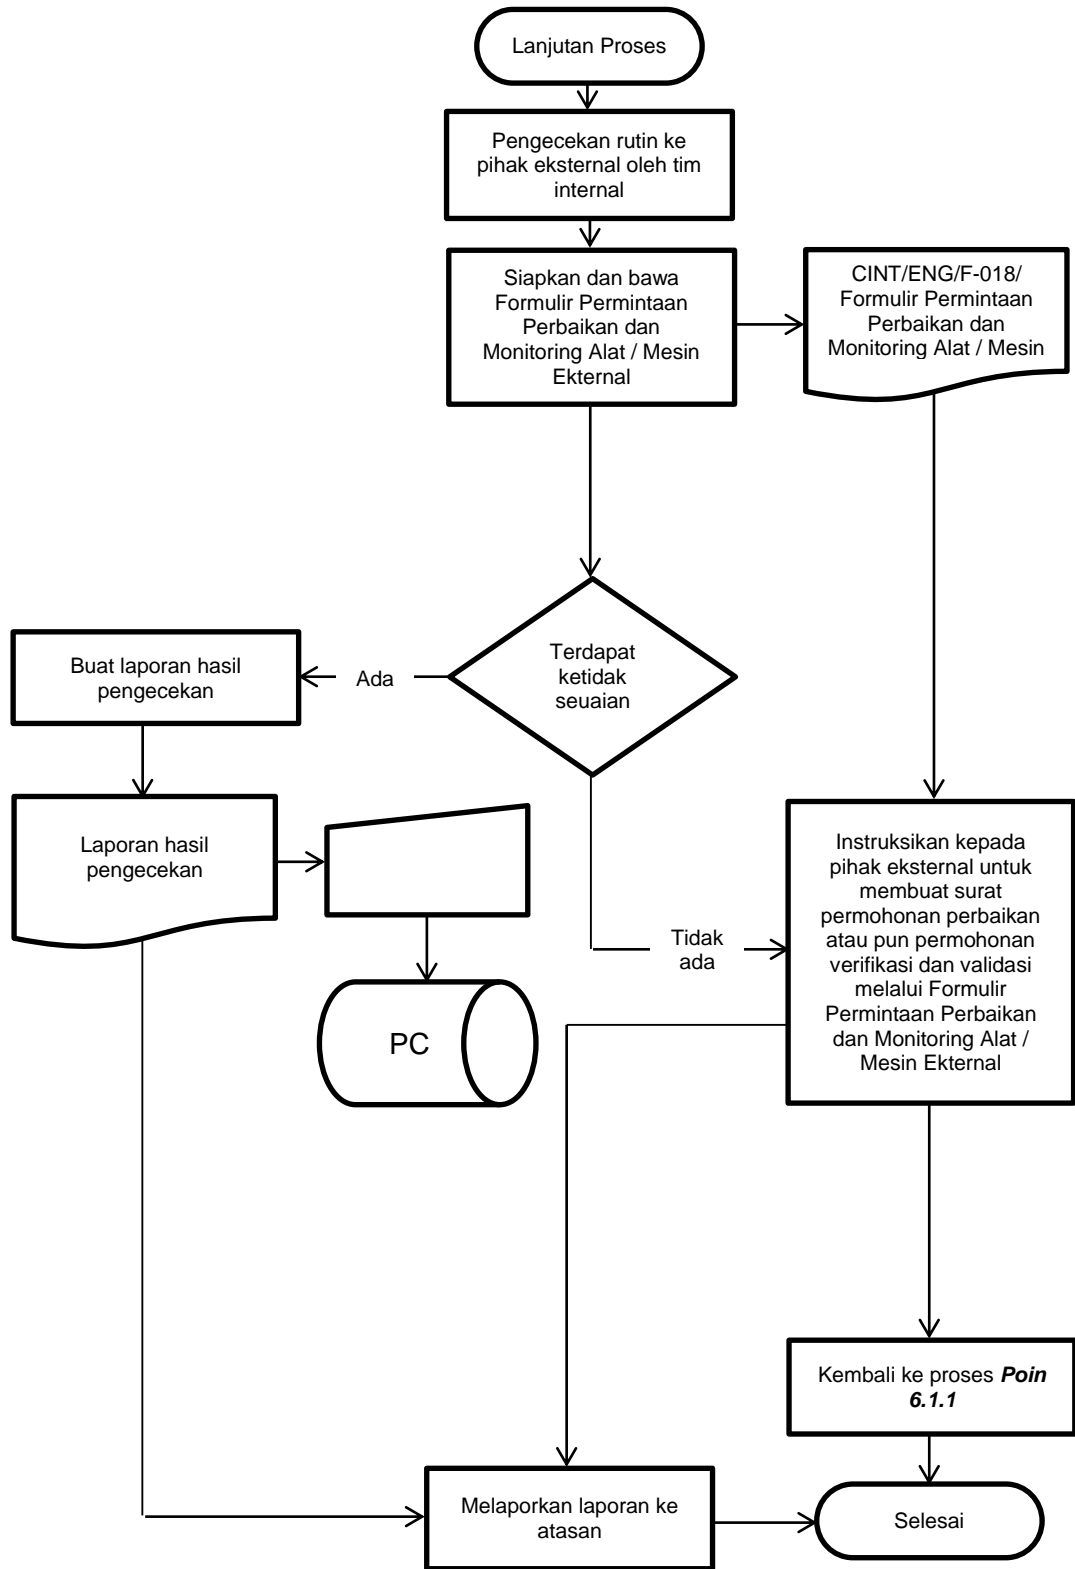 Lanjutan Proses
Pengecekan rutin ke
pihak eksternal oleh tim
internal
Siapkan dan bawa
Formulir Permintaan
Perbaikan dan
Monitoring Alat / Mesin
Ekternal
CINT/ENG/F-018/
Formulir Permintaan
Perbaikan dan
Monitoring Alat / Mesin
Terdapat
ketidak
seuaian
Ada
Buat laporan hasil
pengecekan
Laporan hasil
pengecekan
PC
Tidak
ada
Instruksikan kepada
pihak eksternal untuk
membuat surat
permohonan perbaikan
atau pun permohonan
verifikasi dan validasi
melalui Formulir
Permintaan Perbaikan
dan Monitoring Alat /
Mesin Ekternal
Kembali ke proses Poin
6.1.1
Melaporkan laporan ke
atasan
Selesai